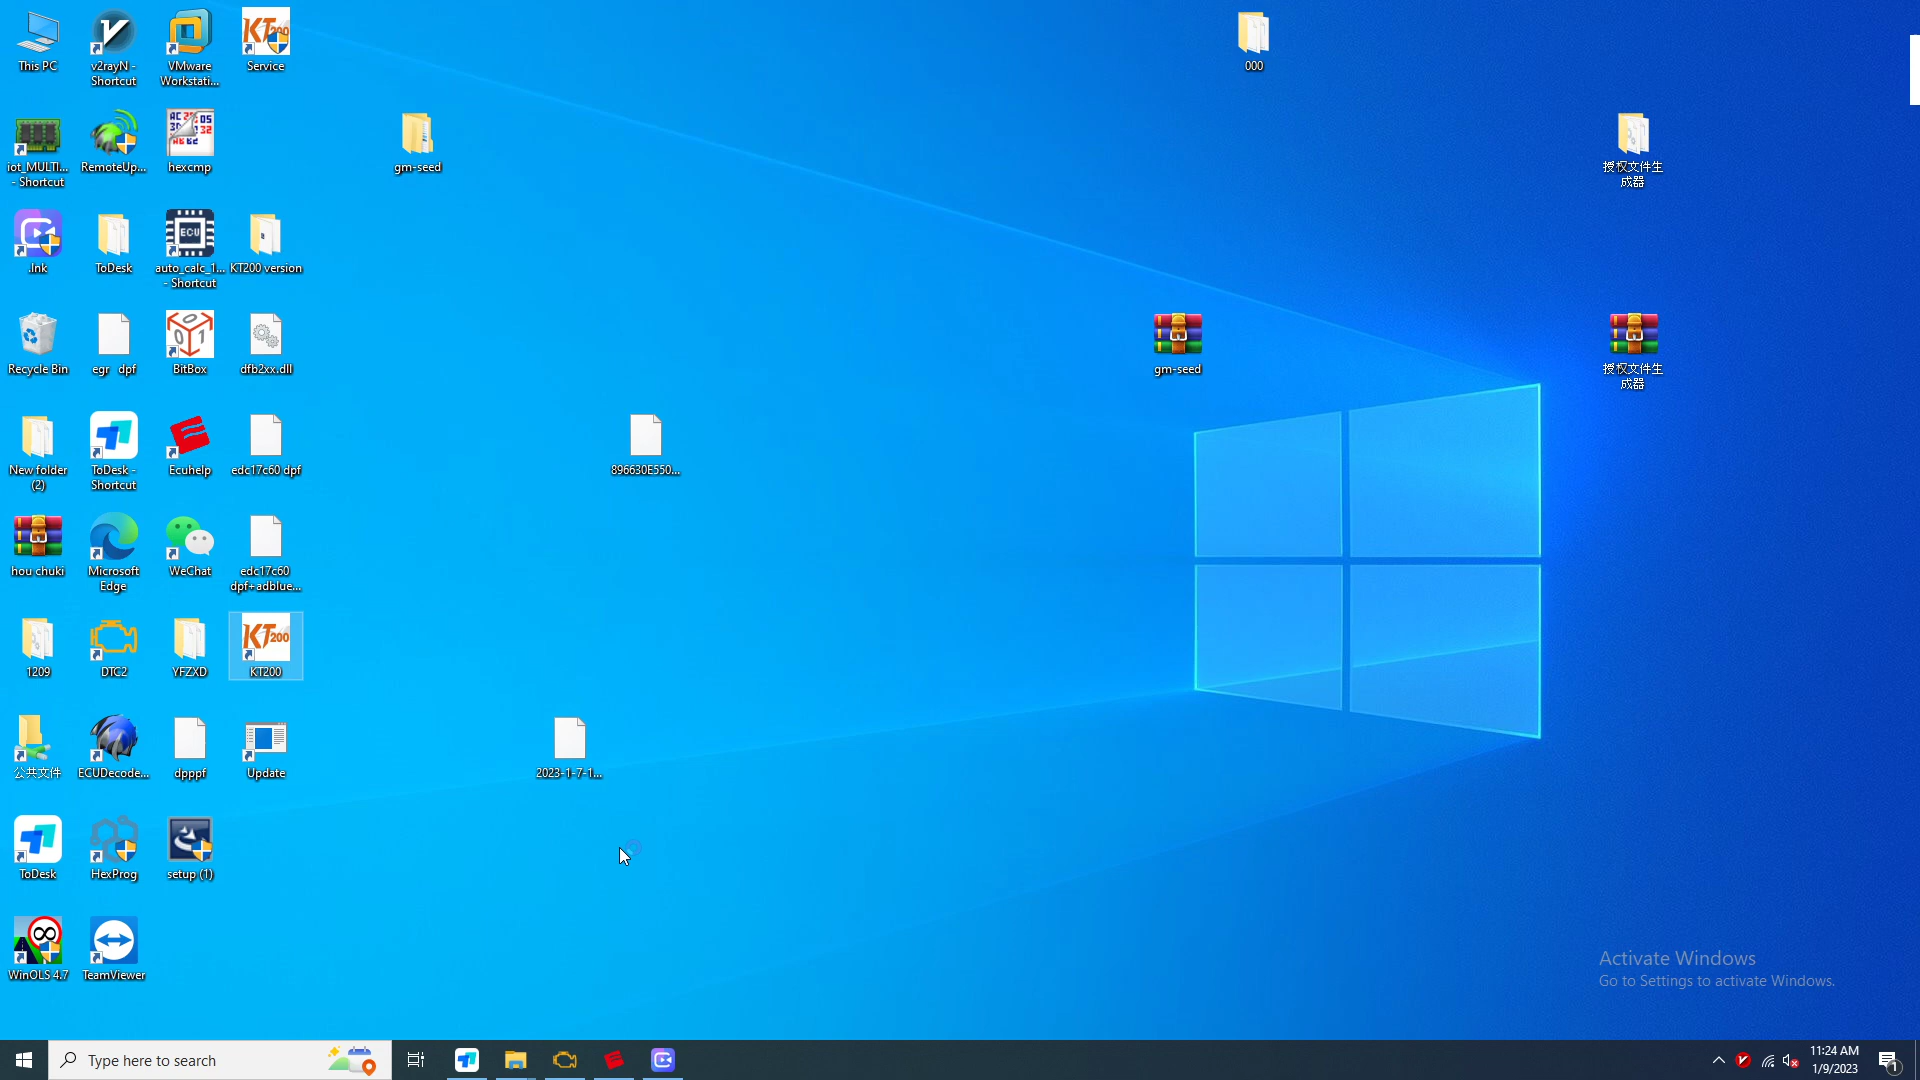 This PC
v2rayN -
Shortcut
VMware
Workstati...
KT200
Service
000
iot_MULTI...
- Shortcut
RemoteUp...
hexcmp
gm-seed
授权文件生
成器
.lnk
ToDesk
ECU
auto_calc_1...
- Shortcut
KT200 version
Recycle Bin
egr dpf
BitBox
dfb2xx.dll
gm-seed
授权文件生
成器
New folder
(2)
ToDesk -
Shortcut
Ecuhelp
edc17c60 dpf
896630E550...
hou chuki
Microsoft
Edge
WeChat
edc17c60
dpf+adblue...
1209
DTC2
YFZXD
KT200
KT200
公共文件
ECUDecode...
dpppf
Update
2023-1-7-1...
ToDesk
HexProg
setup (1)
WinOLS 4.7
TeamViewer
Activate Windows
Go to Settings to activate Windows.
Type here to search
11:24 AM
1/9/2023
1